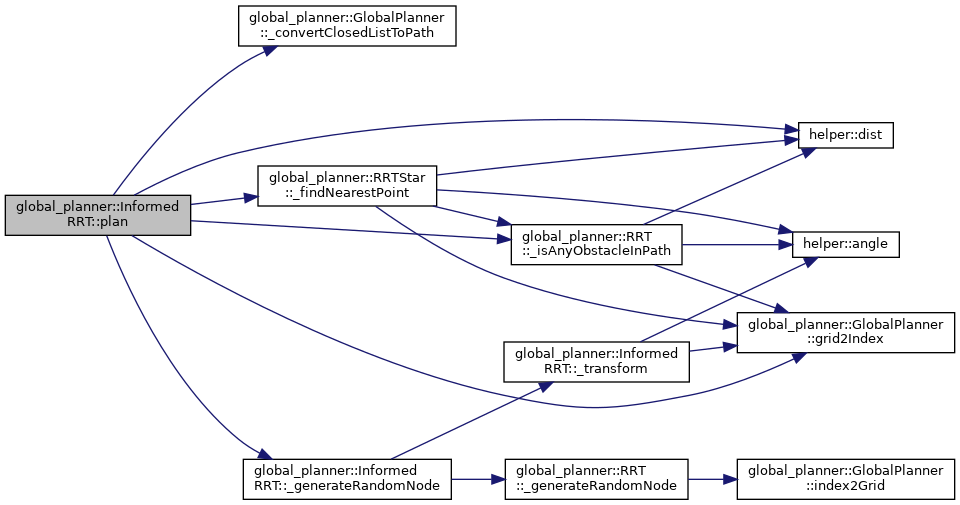 global_planner::GlobalPlanner
::_convertClosedListToPath
helper::dist
global_planner::RRTStar
::_findNearestPoint
global_planner::Informed
RRT::plan
global_planner::RRT
::_isAnyObstacleInPath
helper::angle
global_planner::GlobalPlanner
::grid2Index
global_planner::Informed
RRT::_transform
global_planner::Informed
RRT::_generateRandomNode
global_planner::RRT
::_generateRandomNode
global_planner::GlobalPlanner
::index2Grid